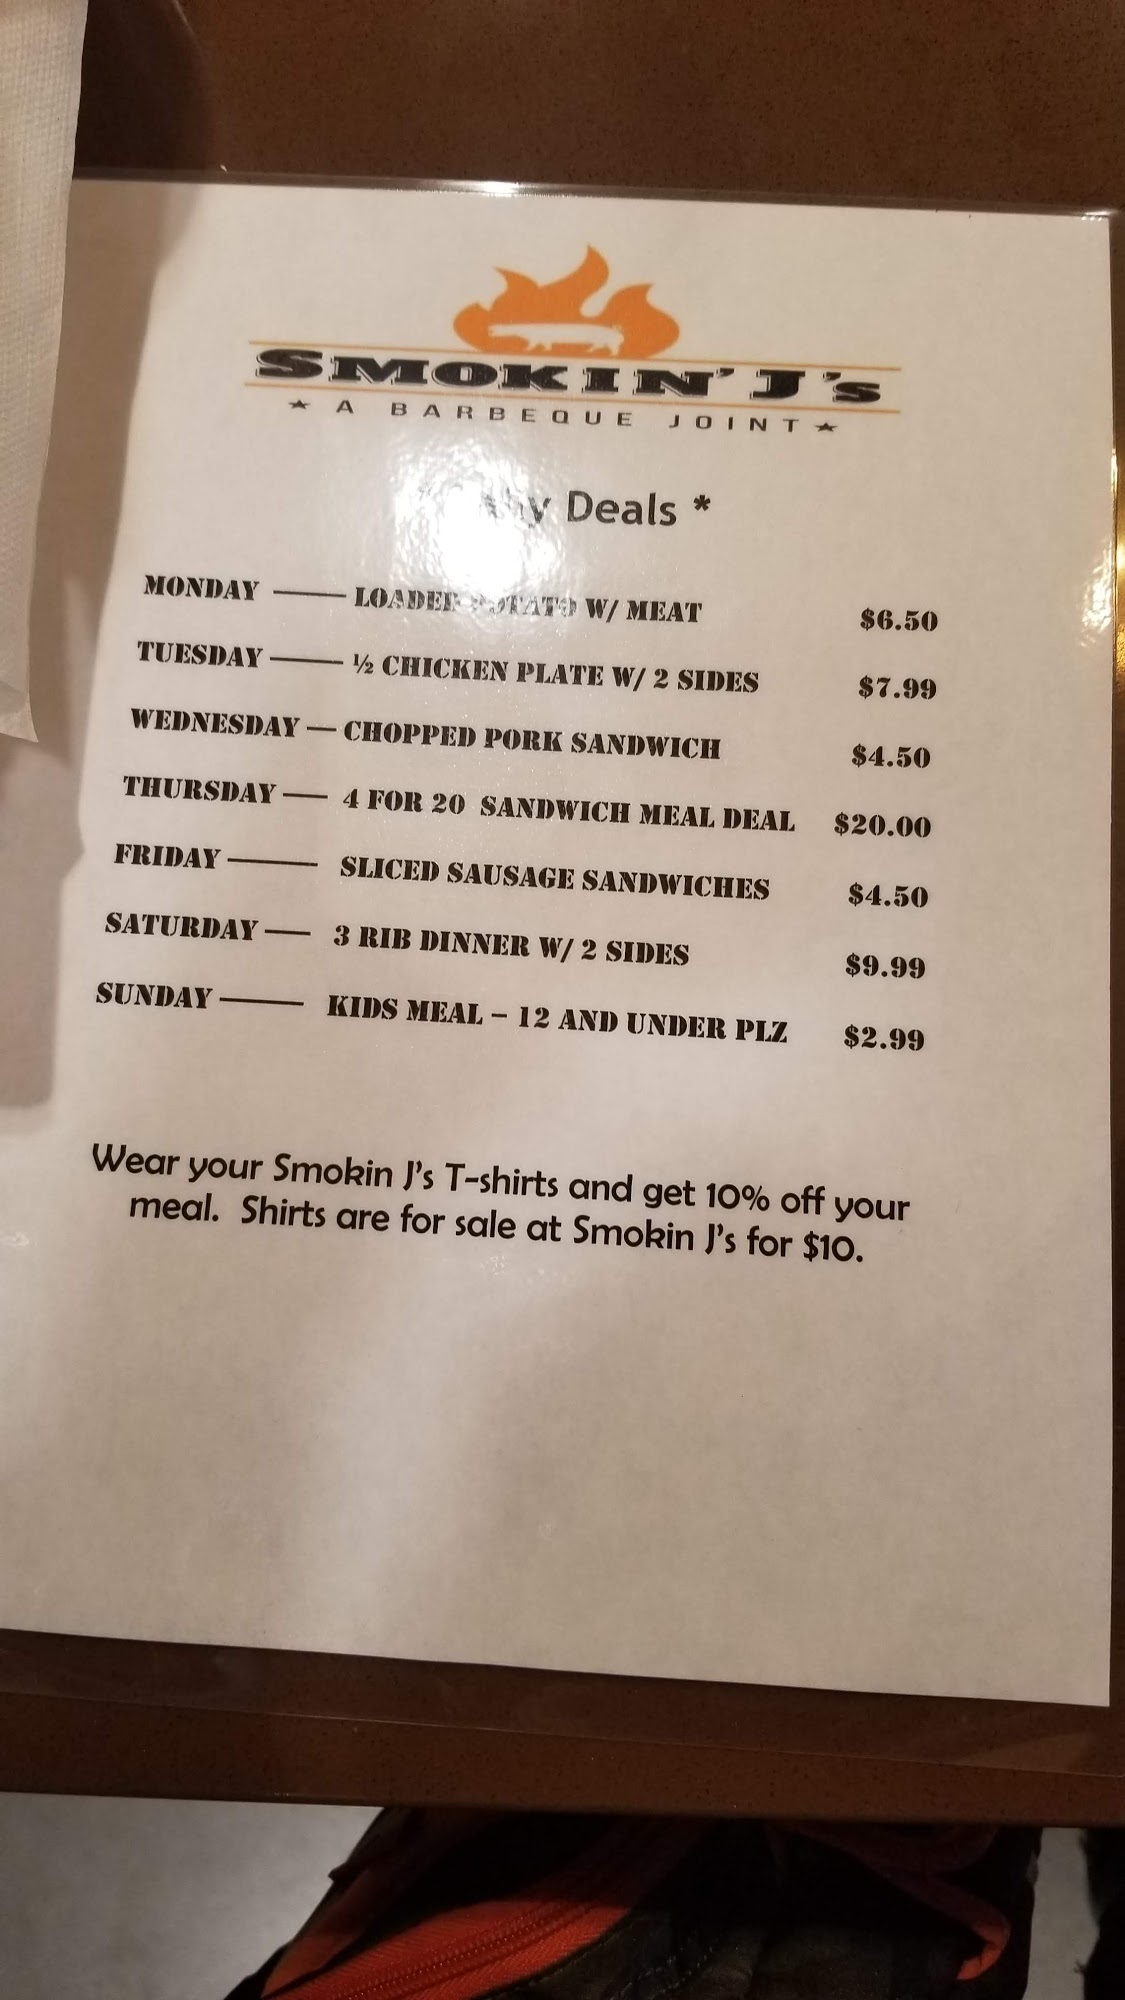 SMOKIN' J's
★ A BARBEQUE JOINT ★
Deals *
MONDAY — LOADED POTATO W/ MEAT $6.50
TUESDAY — ½ CHICKEN PLATE W/ 2 SIDES $7.99
WEDNESDAY — CHOPPED PORK SANDWICH $4.50
THURSDAY — 4 FOR 20 SANDWICH MEAL DEAL $20.00
FRIDAY — SLICED SAUSAGE SANDWICHES $4.50
SATURDAY — 3 RIB DINNER W/ 2 SIDES $9.99
SUNDAY — KIDS MEAL – 12 AND UNDER PLZ $2.99
Wear your Smokin J's T-shirts and get 10% off your
meal. Shirts are for sale at Smokin J's for $10.